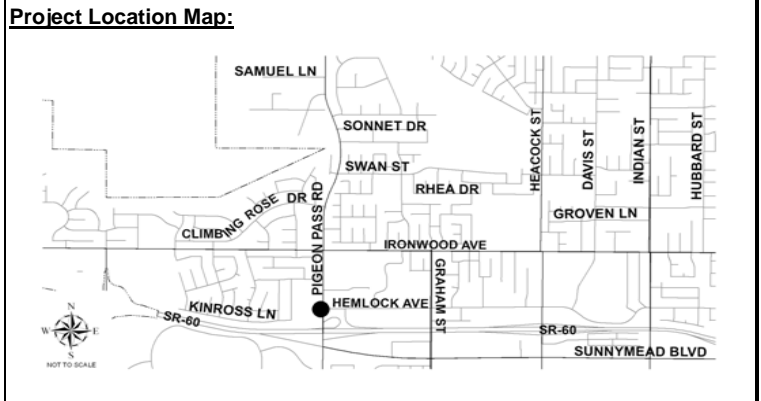 Project Location Map:
SAMUEL LN
SONNET DR
SWAN ST
RHEA DR
HEACOCK ST
DAVIS ST
INDIAN ST
HUBBARD ST
GROVEN LN
CLIMBING ROSE DR
PIGEON PASS RD
IRONWOOD AVE
GRAHAM ST
KINROSS LN
HEMLOCK AVE
SR-60
SR-60
SUNNYMEAD BLVD
N
W
E
S
NOT TO SCALE